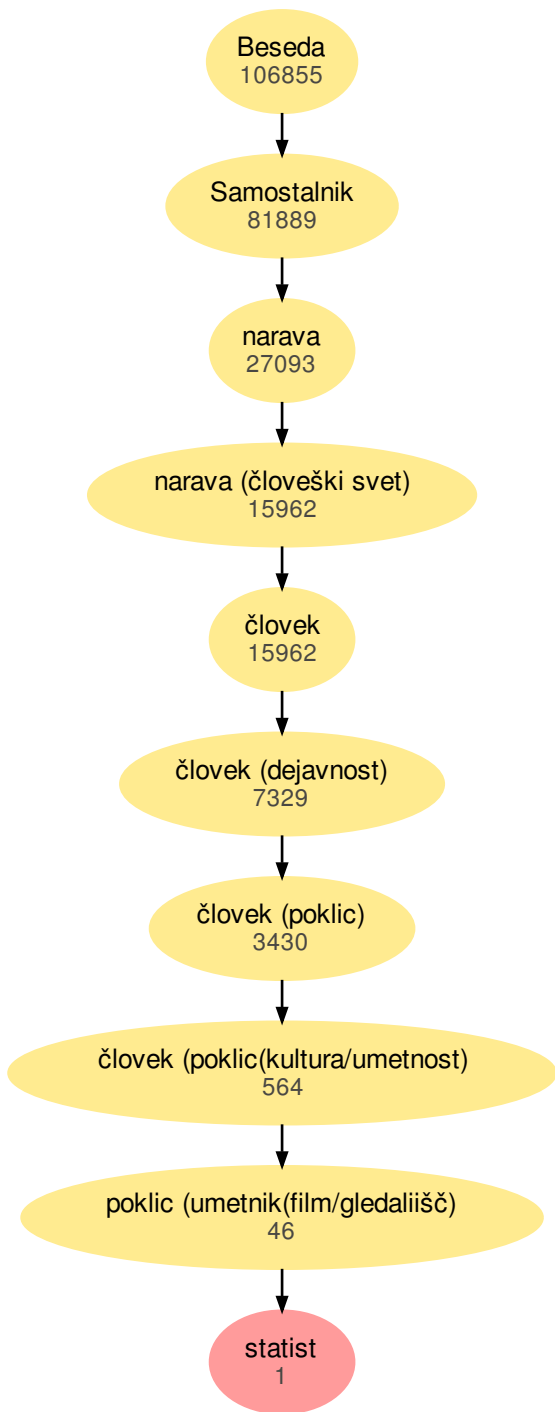 Beseda
106855
Samostalnik
81889
narava
27093
narava (človeški svet)
15962
človek
15962
človek (dejavnost)
7329
človek (poklic)
3430
človek (poklic(kultura/umetnost)
564
poklic (umetnik(film/gledaliišč)
46
statist
1